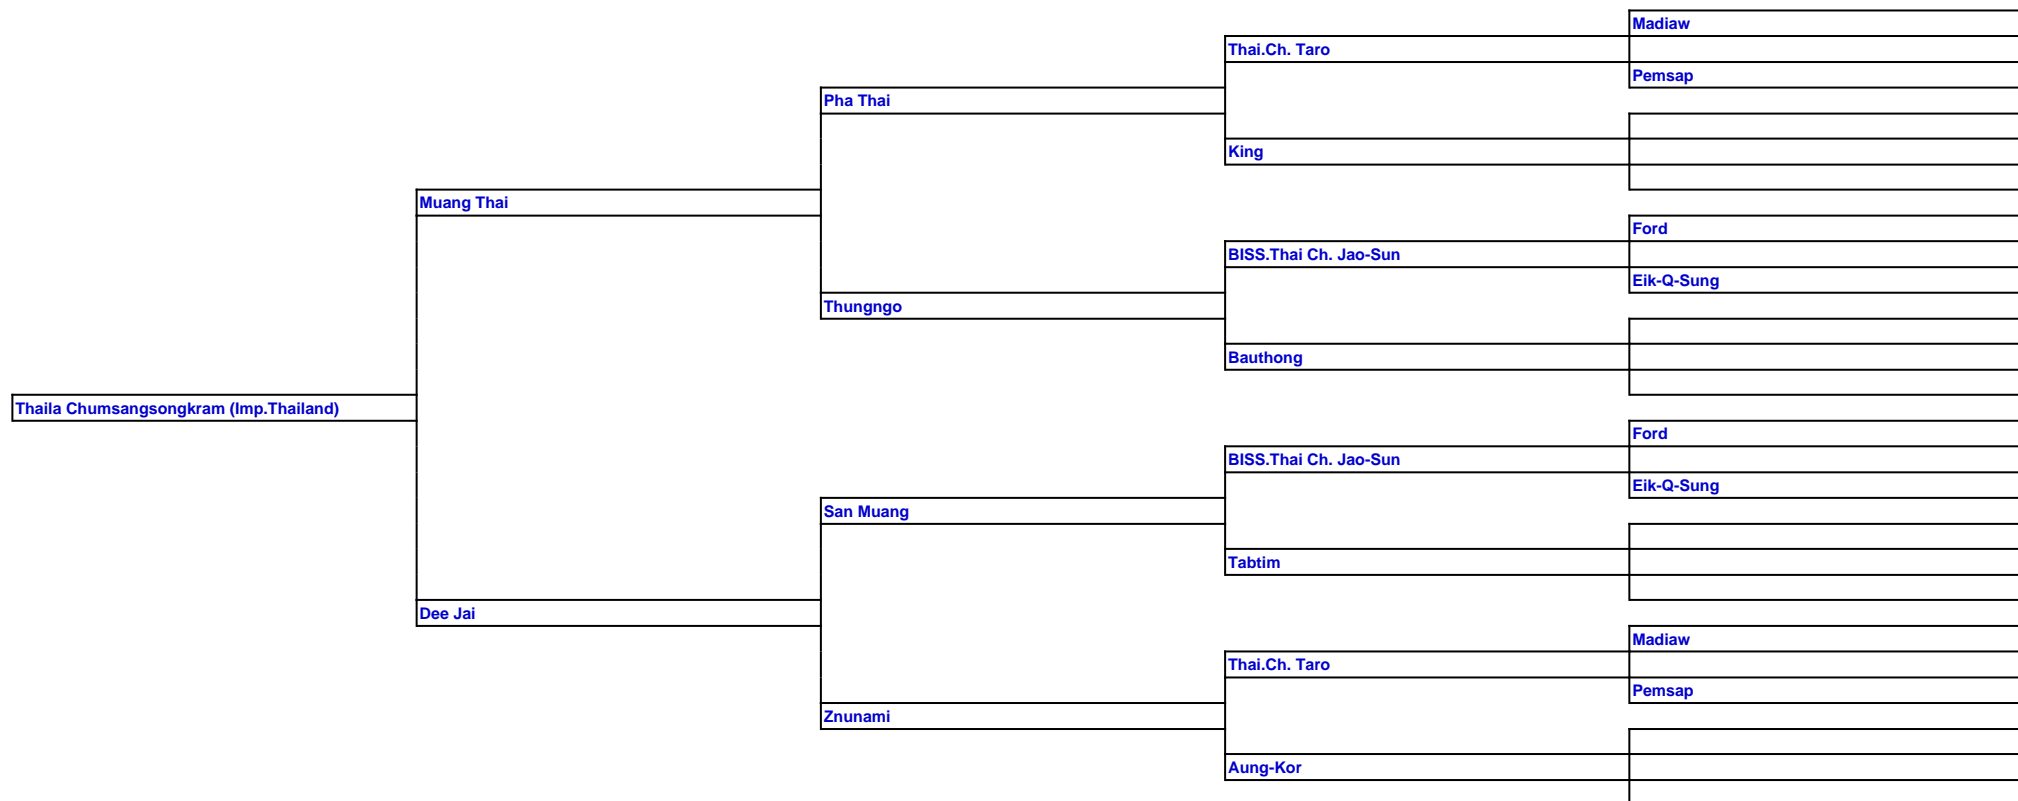 Madiaw
Thai.Ch. Taro
Pemsap
Pha Thai
King
Muang Thai
Ford
BISS.Thai Ch. Jao-Sun
Eik-Q-Sung
Thungngo
Bauthong
Thaila Chumsangsongkram (Imp.Thailand)
Ford
BISS.Thai Ch. Jao-Sun
Eik-Q-Sung
San Muang
Tabtim
Dee Jai
Madiaw
Thai.Ch. Taro
Pemsap
Znunami
Aung-Kor